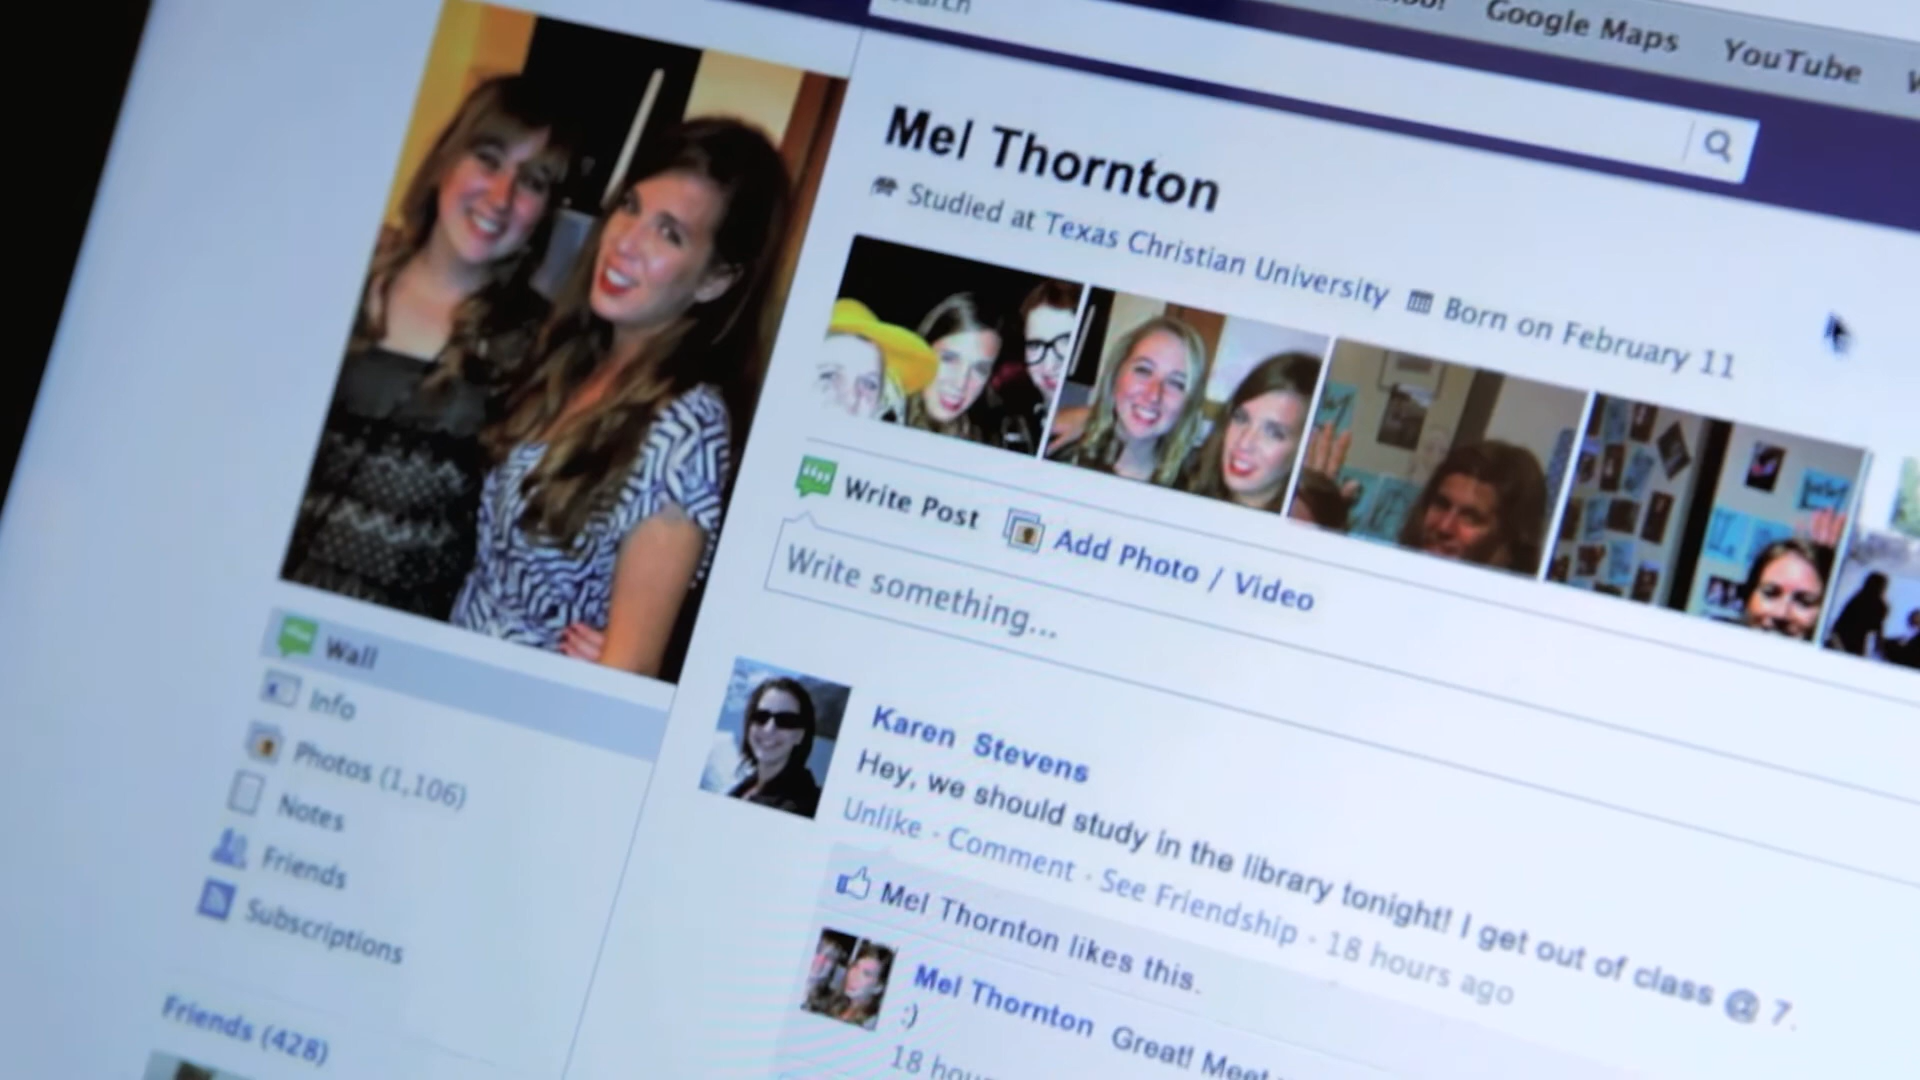 Google Maps
YouTube
Mel Thornton
Studied at Texas Christian University
Born on February 11
Write Post
Add Photo / Video
Write something...
Wall
Info
Photos (1,106)
Notes
Friends
Subscriptions
Friends (428)
Karen Stevens
Hey, we should study in the library tonight! I get out of class @ 7.
Unlike · Comment · See Friendship · 18 hours ago
Mel Thornton likes this.
Mel Thornton Great!
:)
18